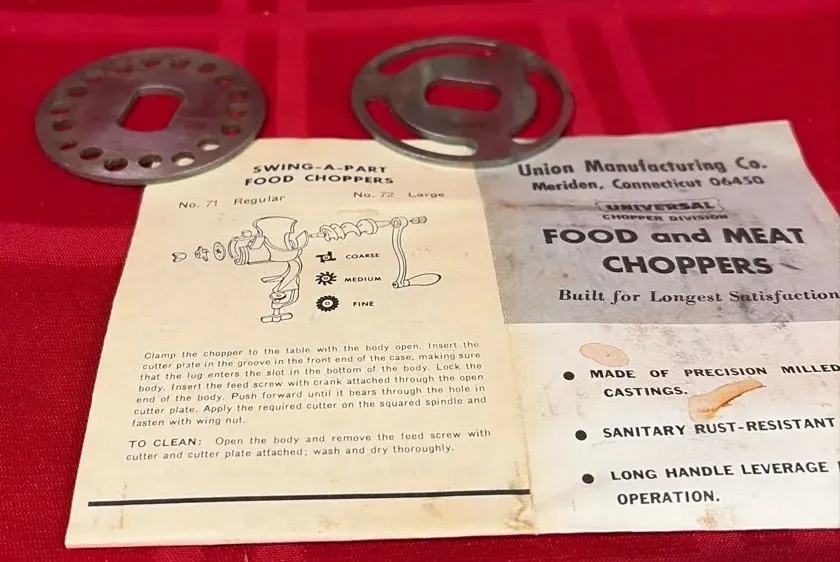 SWING-A-PART
FOOD CHOPPERS
No. 71 Regular No. 72 Large
COARSE
MEDIUM
FINE
Clamp the chopper to the table with the body open. Insert the
cutter plate in the groove in the front end of the case, making sure
that the lug enters the slot in the bottom of the body. Lock the
body. Insert the feed screw with crank attached through the open
end of the body. Push forward until it bears through the hole in
cutter plate. Apply the required cutter on the squared spindle and
fasten with wing nut.
TO CLEAN: Open the body and remove the feed screw with
cutter and cutter plate attached; wash and dry thoroughly.
Union Manufacturing Co.
Meriden, Connecticut 06450
UNIVERSAL
CHOPPER DIVISION
FOOD and MEAT
CHOPPERS
Built for Longest Satisfaction
● MADE OF PRECISION MILLED
CASTINGS.
● SANITARY RUST-RESISTANT
● LONG HANDLE LEVERAGE
OPERATION.